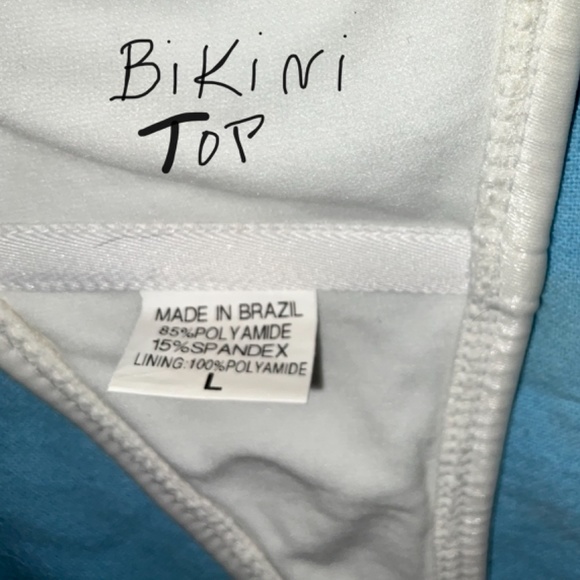 BiKiNi
TOP
MADE IN BRAZIL
85%POLYAMIDE
15%SPANDEX
LINING:100%POLYAMIDE
L